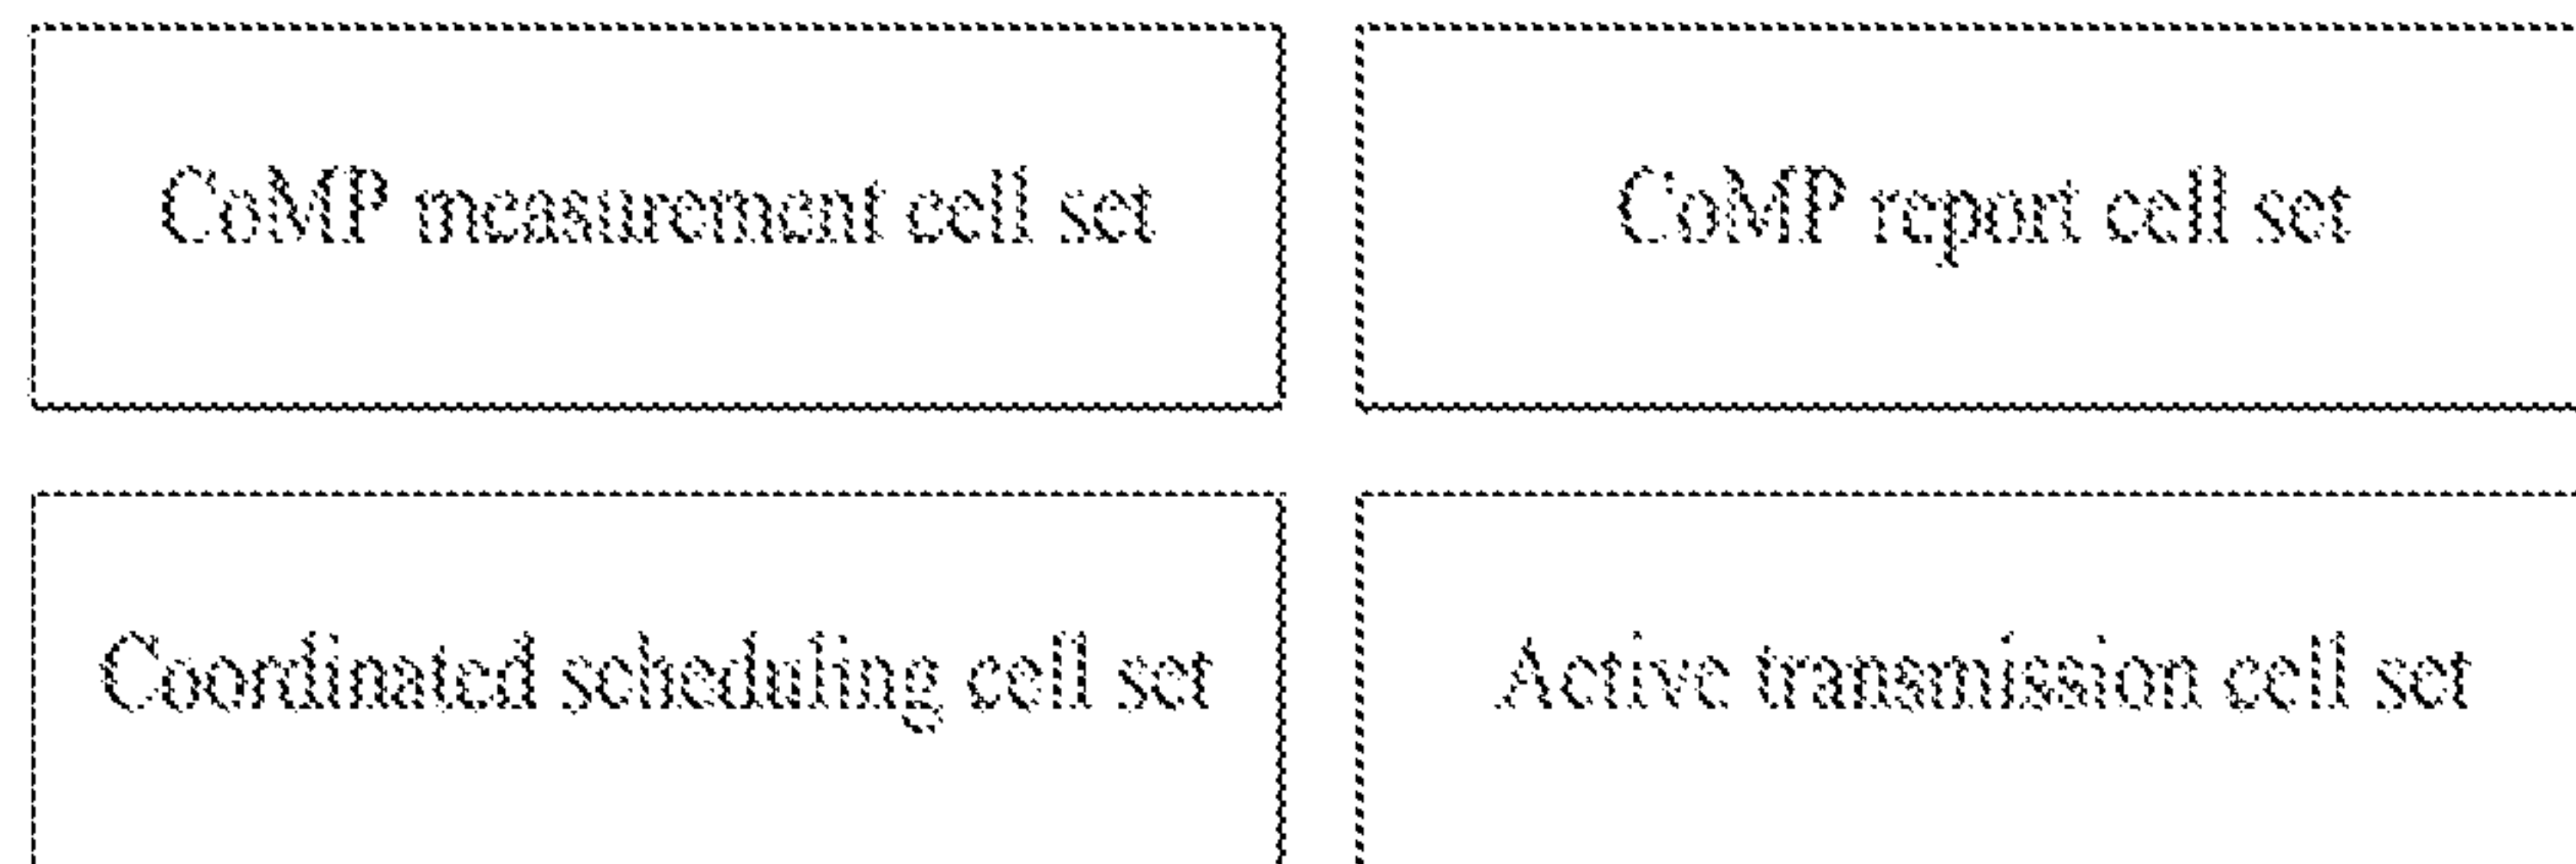 CoMP measurement cell set
CoMP report cell set
Coordinated scheduling cell set
Active transmission cell set